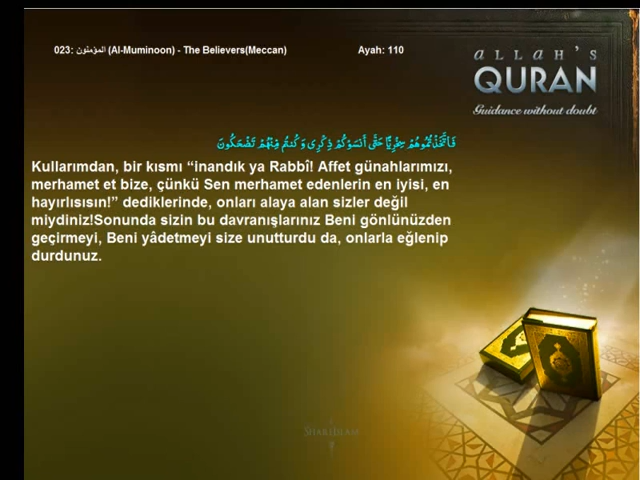 023: المؤمنون (Al-Muminoon) - The Believers(Meccan) Ayah: 110
ALLAH'S
QURAN
Guidance without doubt
فَاتَّخَذْتُمُوهُمْ سِخْرِيًّا حَتَّىٰ أَنسَوْكُمْ ذِكْرِي وَكُنتُم مِّنْهُمْ تَضْحَكُونَ
Kullarımdan, bir kısmı “inandık ya Rabbî! Affet günahlarımızı,
merhamet et bize, çünkü Sen merhamet edenlerin en iyisi, en
hayırlısısın!” dediklerinde, onları alaya alan sizler değil
miydiniz!Sonunda sizin bu davranışlarınız Beni gönlünüzden
geçirmeyi, Beni yâdetmeyi size unutturdu da, onlarla eğlenip
durdunuz.